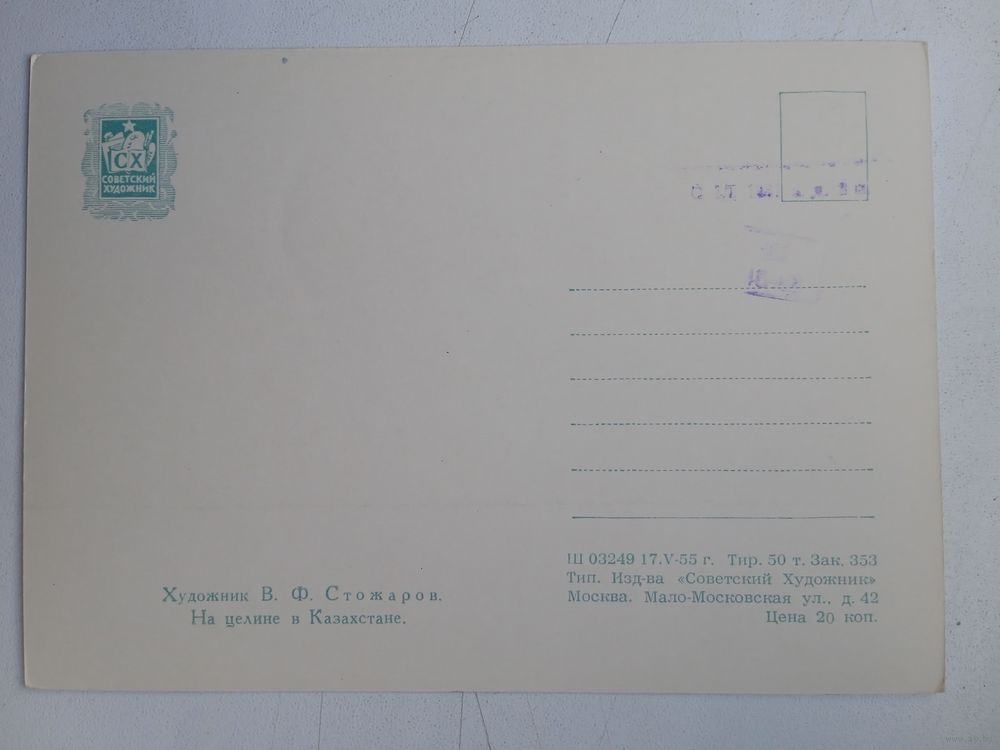 СХ
СОВЕТСКИЙ
ХУДОЖНИК
Художник В. Ф. Стожаров.
На целине в Казахстане.
Ш 03249 17.V-55 г. Тир. 50 т. Зак. 353
Тип. Изд-ва «Советский Художник»
Москва. Мало-Московская ул., д. 42
Цена 20 коп.